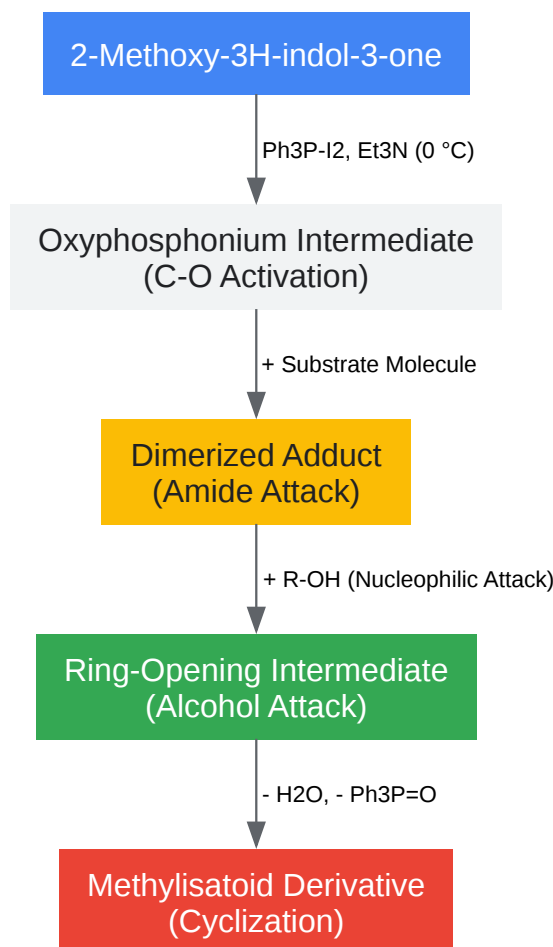 2-Methoxy-3H-indol-3-one
Ph3P-I2, Et3N (0 °C)
Oxyphosphonium Intermediate
(C-O Activation)
+ Substrate Molecule
Dimerized Adduct
(Amide Attack)
+ R-OH (Nucleophilic Attack)
Ring-Opening Intermediate
(Alcohol Attack)
- H2O, - Ph3P=O
Methylisatoid Derivative
(Cyclization)